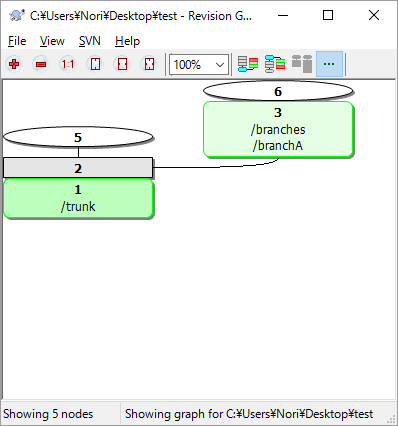 C:¥Users¥Nori¥Desktop¥test - Revision G...
File View SVN Help
1:1 100% ...
6
3
/branches
/branchA
5
2
1
/trunk
Showing 5 nodes Showing graph for C:¥Users¥Nori¥Desktop¥test